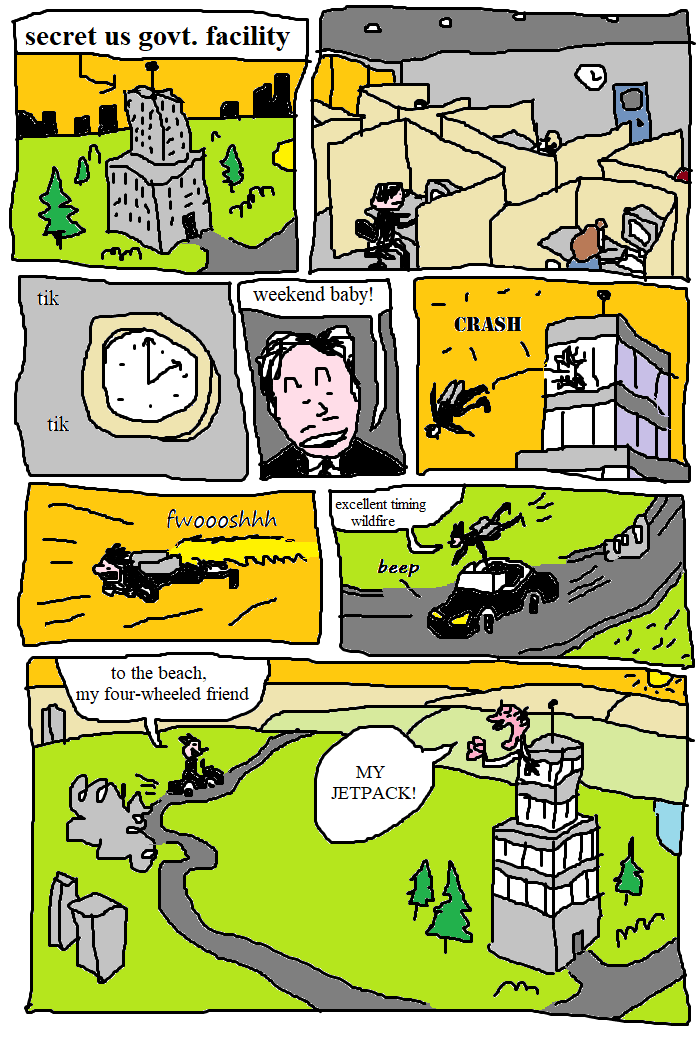 secret us govt. facility
tik
tik
weekend baby!
CRASH
fwoooshhh
excellent timing
wildfire
beep
to the beach,
my four-wheeled friend
MY
JETPACK!